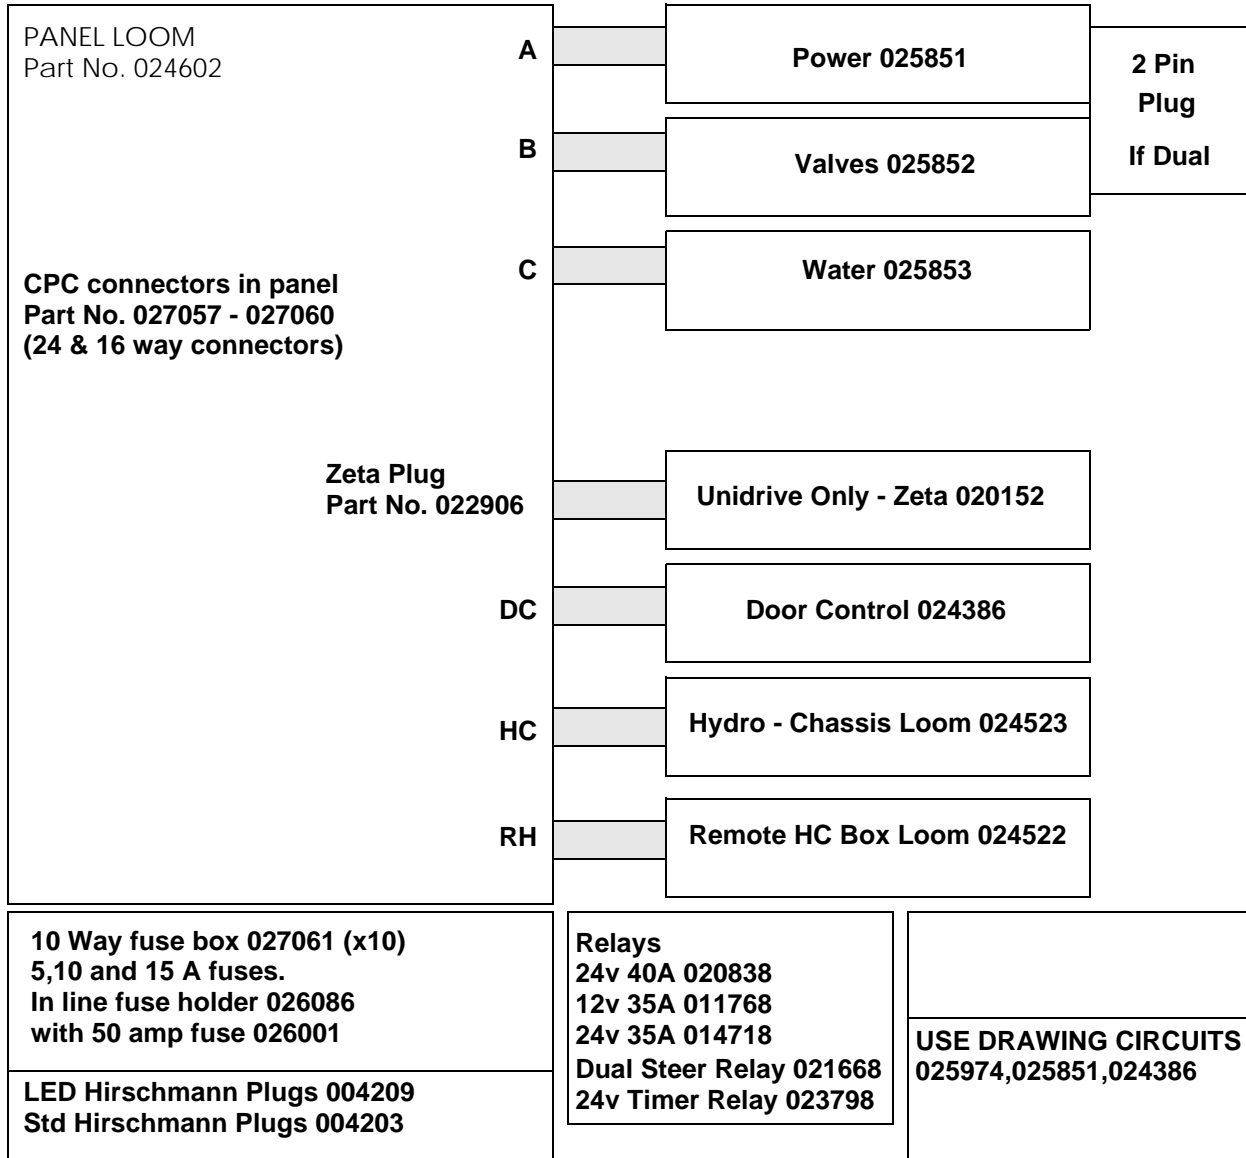 PANEL LOOM
Part No. 024602
A
Power 025851
2 Pin
Plug
If Dual
B
Valves 025852
C
Water 025853
CPC connectors in panel
Part No. 027057 - 027060
(24 & 16 way connectors)
Zeta Plug
Part No. 022906
Unidrive Only - Zeta 020152
DC
Door Control 024386
HC
Hydro - Chassis Loom 024523
RH
Remote HC Box Loom 024522
10 Way fuse box 027061 (x10)
5,10 and 15 A fuses.
In line fuse holder 026086
with 50 amp fuse 026001
LED Hirschmann Plugs 004209
Std Hirschmann Plugs 004203
Relays
24v 40A 020838
12v 35A 011768
24v 35A 014718
Dual Steer Relay 021668
24v Timer Relay 023798
USE DRAWING CIRCUITS
025974,025851,024386